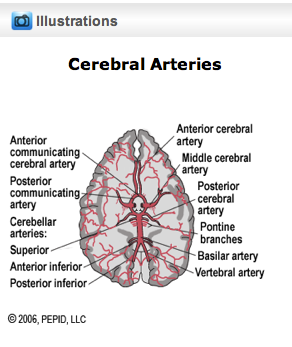 Illustrations
Cerebral Arteries
Anterior
communicating
cerebral artery
Posterior
communicating
artery
Cerebellar
arteries:
Superior
Anterior inferior
Posterior inferior
Anterior cerebral
artery
Middle cerebral
artery
Posterior
cerebral
artery
Pontine
branches
Basilar artery
Vertebral artery
© 2006, PEPID, LLC